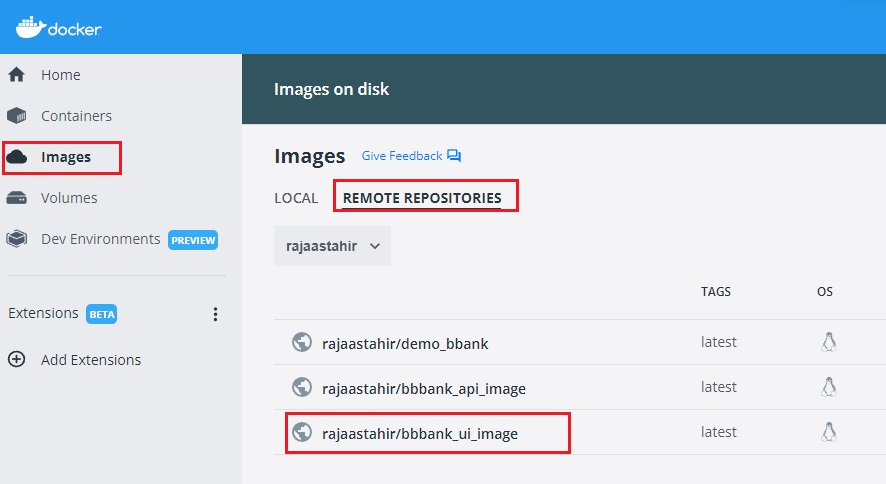 docker
Home
Containers
Images
Volumes
Dev Environments PREVIEW
Extensions BETA
Add Extensions
Images on disk
Images Give Feedback
LOCAL REMOTE REPOSITORIES
rajaastahir
TAGS OS
rajaastahir/demo_bbank latest
rajaastahir/bbbank_api_image latest
rajaastahir/bbbank_ui_image latest